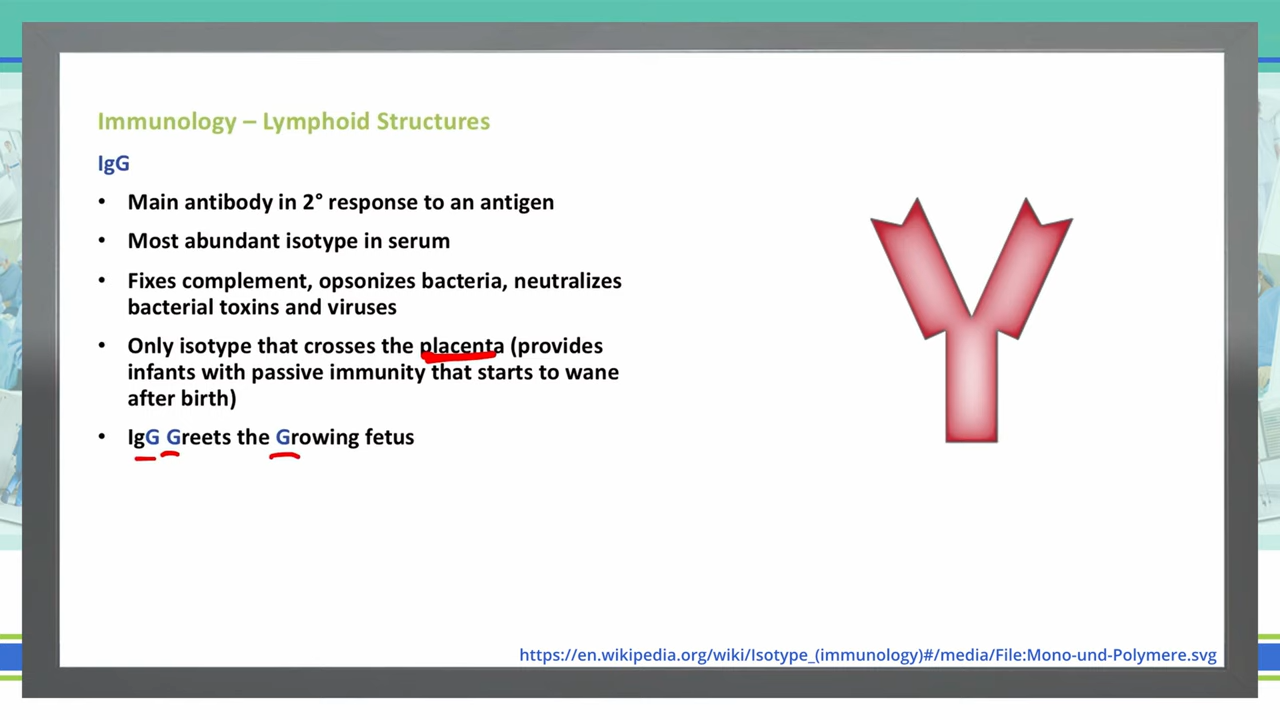 Immunology – Lymphoid Structures
IgG
• Main antibody in 2° response to an antigen
• Most abundant isotype in serum
• Fixes complement, opsonizes bacteria, neutralizes
bacterial toxins and viruses
• Only isotype that crosses the placenta (provides
infants with passive immunity that starts to wane
after birth)
• IgG Greets the Growing fetus
https://en.wikipedia.org/wiki/Isotype_(immunology)#/media/File:Mono-und-Polymere.svg